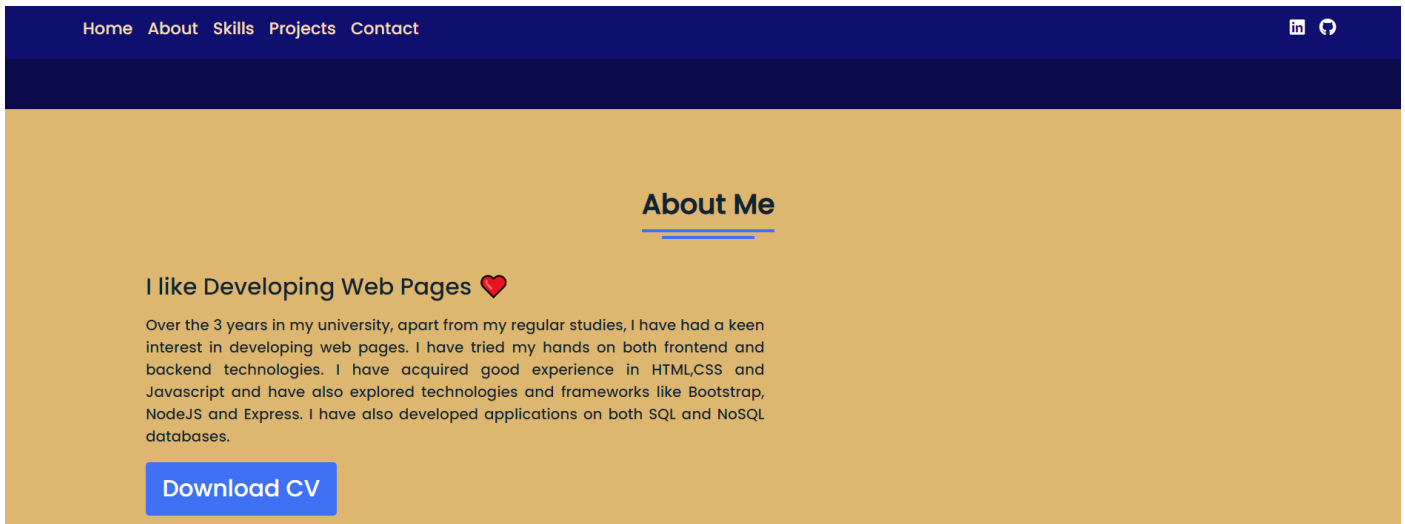 Home About Skills Projects Contact
About Me
I like Developing Web Pages
Over the 3 years in my university, apart from my regular studies, I have had a keen
interest in developing web pages. I have tried my hands on both frontend and
backend technologies. I have acquired good experience in HTML,CSS and
Javascript and have also explored technologies and frameworks like Bootstrap,
NodeJS and Express. I have also developed applications on both SQL and NoSQL
databases.
Download CV